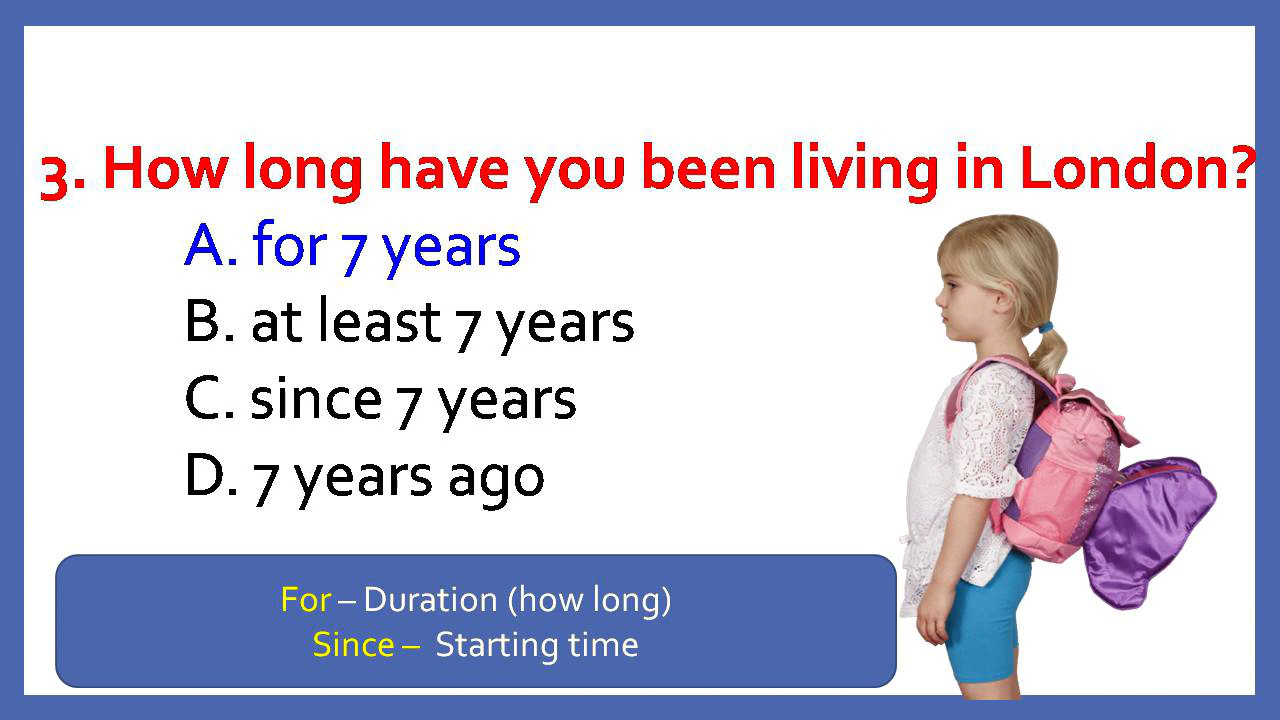 3. How long have you been living in London?
A. for 7 years
B. at least 7 years
C. since 7 years
D. 7 years ago
For – Duration (how long)
Since – Starting time